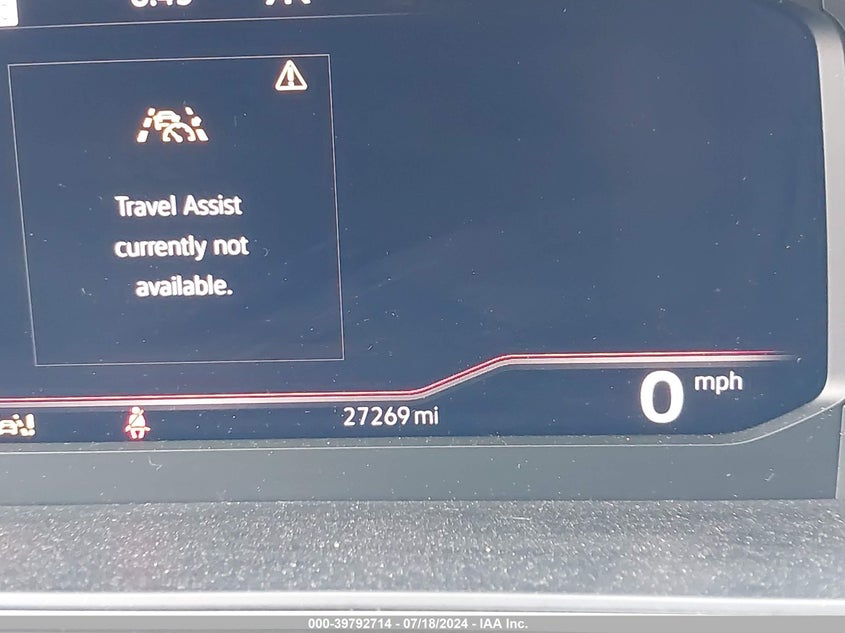 Travel Assist
currently not
available.
27269 mi
0 mph
000-39792714 - 07/18/2024 - IAA Inc.